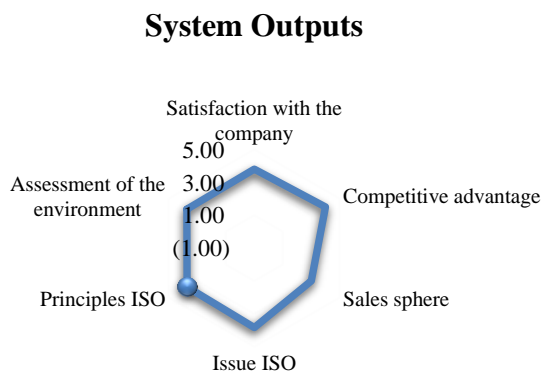 System Outputs
Satisfaction with the
company
5.00
3.00
1.00
(1.00)
Assessment of the
environment
Competitive advantage
Principles ISO
Sales sphere
Issue ISO